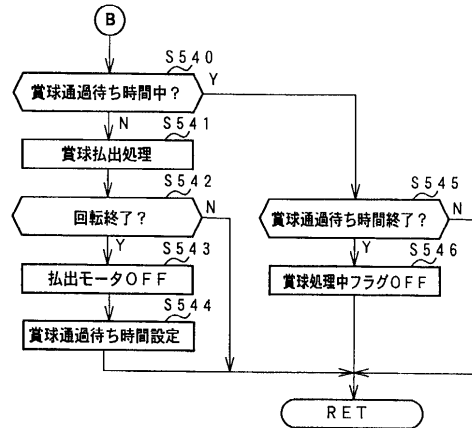 B
S540
賞球通過待ち時間中?
Y
N
S541
賞球払出処理
S542
回転終了?
N
Y
S543
払出モータOFF
S544
賞球通過待ち時間設定
S545
賞球通過待ち時間終了?
N
Y
S546
賞球処理中フラグOFF
RET